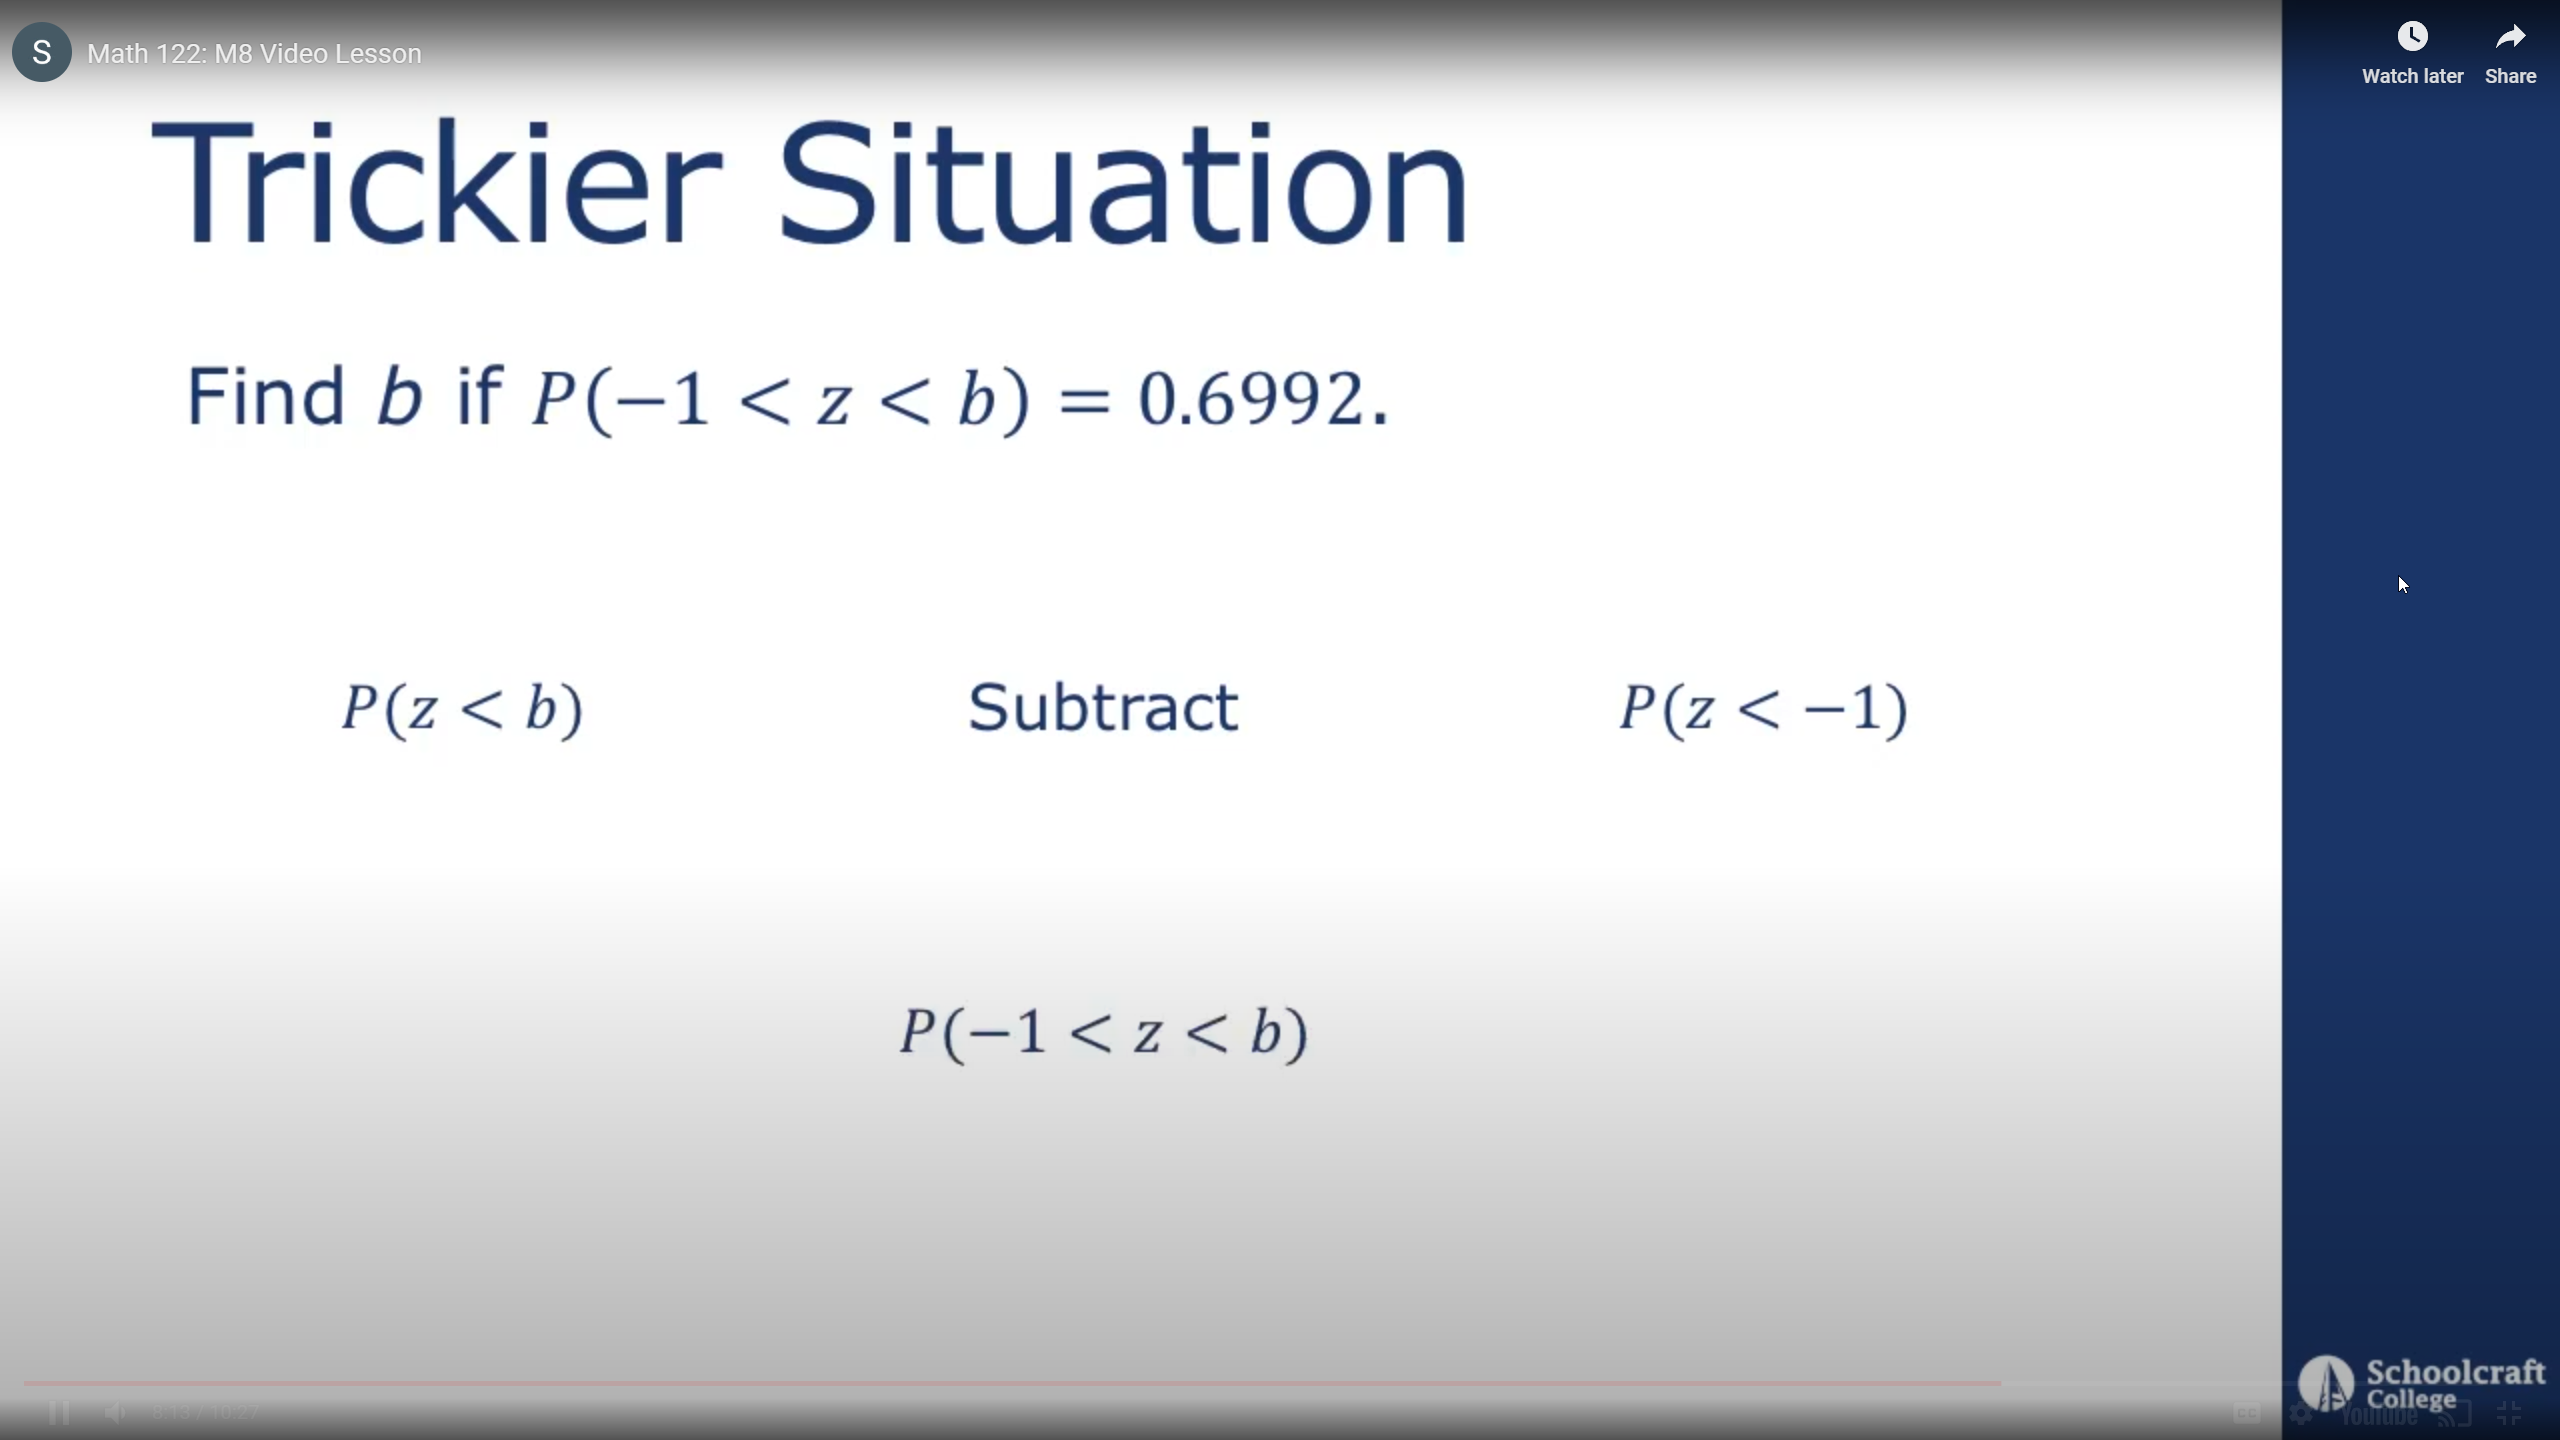 S Math 122: M8 Video Lesson
Watch later Share
Trickier Situation
Find b if P(−1 < z < b) = 0.6992.
P(z < b) Subtract P(z < −1)
P(−1 < z < b)
Schoolcraft
College
8:13 / 10:27
CC YouTube